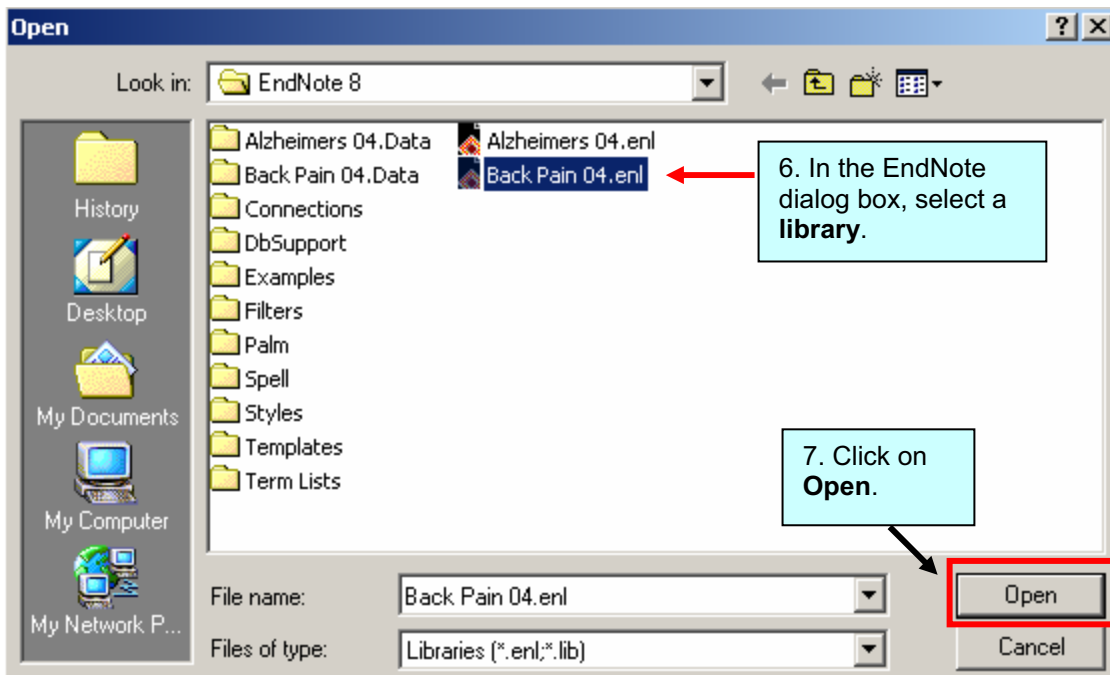 Open
Look in: EndNote 8
History
Desktop
My Documents
My Computer
My Network P...
Alzheimers 04.Data
Back Pain 04.Data
Connections
DbSupport
Examples
Filters
Palm
Spell
Styles
Templates
Term Lists
Alzheimers 04.enl
Back Pain 04.enl
6. In the EndNote
dialog box, select a
library.
7. Click on
Open.
File name: Back Pain 04.enl
Open
Files of type: Libraries (*.enl;*.lib)
Cancel